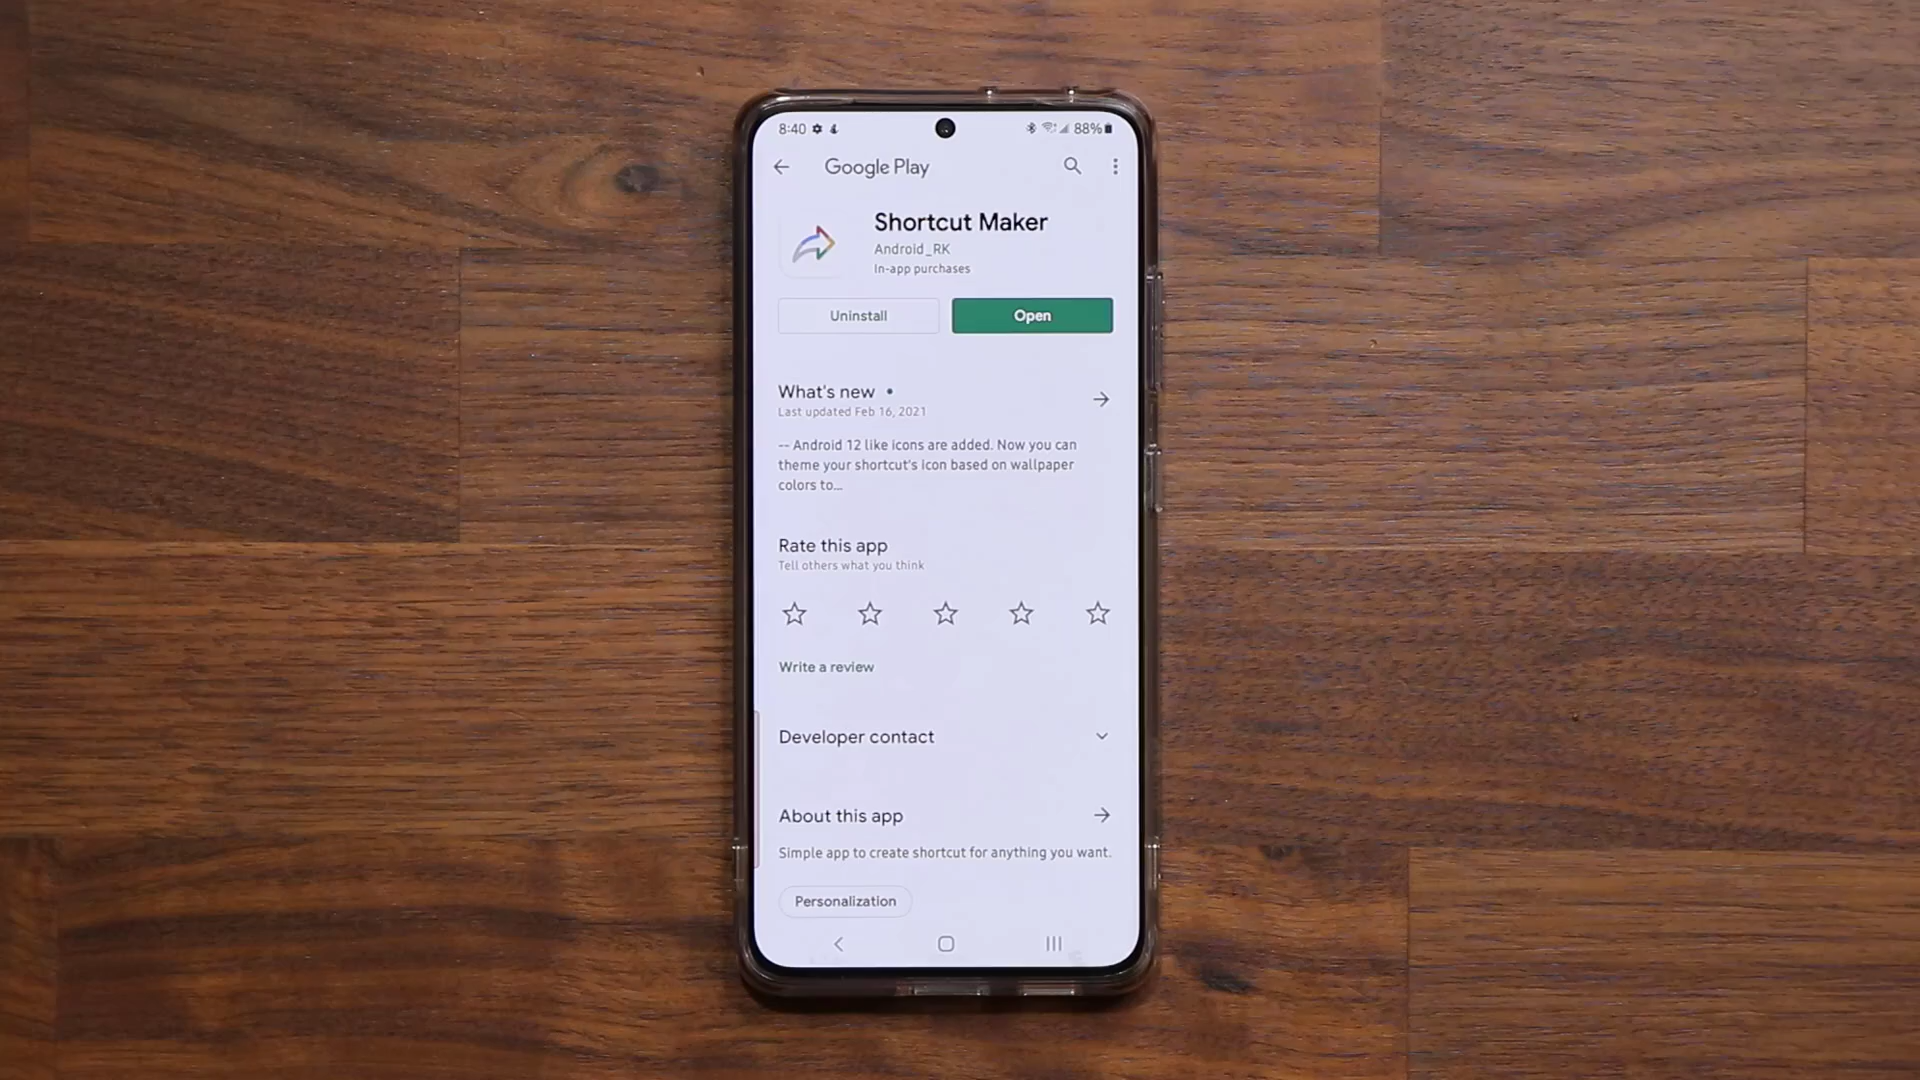 8:40 88%
Google Play
Shortcut Maker
Android_RK
In-app purchases
Uninstall Open
What's new •
Last updated Feb 16, 2021
-- Android 12 like icons are added. Now you can
theme your shortcut's icon based on wallpaper
colors to...
Rate this app
Tell others what you think
Write a review
Developer contact
About this app
Simple app to create shortcut for anything you want.
Personalization